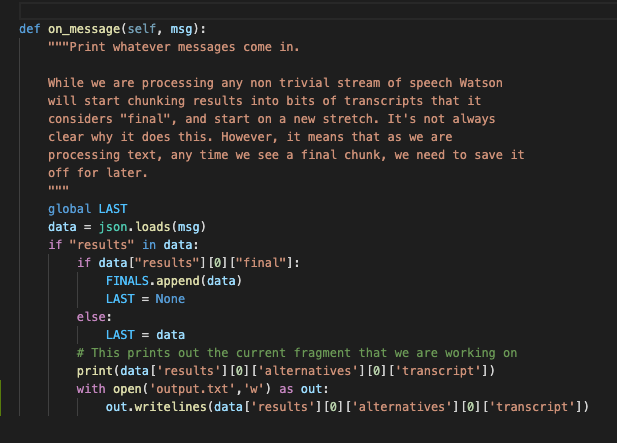 def on_message(self, msg):
    """Print whatever messages come in.

    While we are processing any non trivial stream of speech Watson
    will start chunking results into bits of transcripts that it
    considers "final", and start on a new stretch. It's not always
    clear why it does this. However, it means that as we are
    processing text, any time we see a final chunk, we need to save it
    off for later.
    """
    global LAST
    data = json.loads(msg)
    if "results" in data:
        if data["results"][0]["final"]:
            FINALS.append(data)
            LAST = None
        else:
            LAST = data
        # This prints out the current fragment that we are working on
        print(data['results'][0]['alternatives'][0]['transcript'])
        with open('output.txt','w') as out:
            out.writelines(data['results'][0]['alternatives'][0]['transcript'])